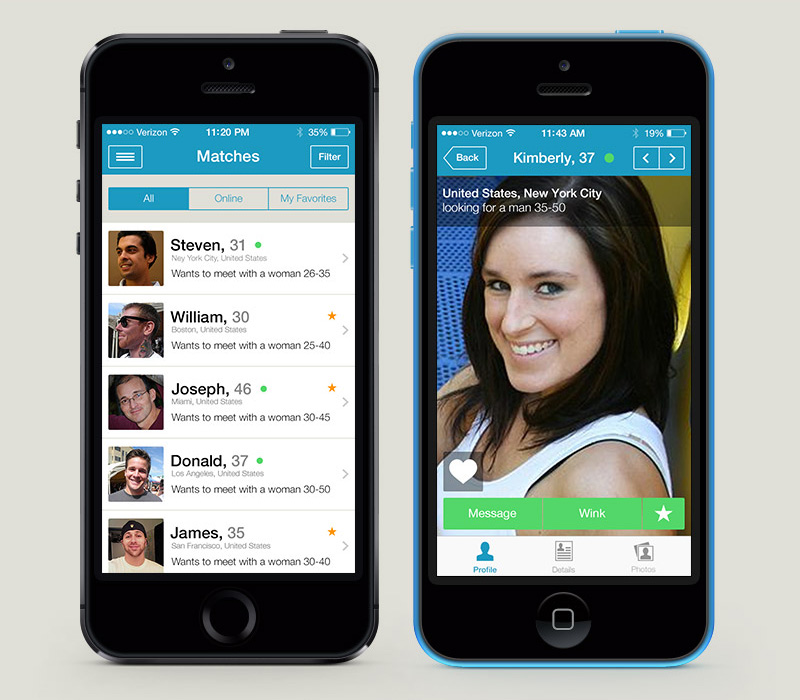 Verizon 11:20 PM 35%
Matches
Filter
All Online My Favorites
Steven, 31
Ney York City, United States
Wants to meet with a woman 26-35
William, 30
Boston, United States
Wants to meet with a woman 25-40
Joseph, 46
Miami, United States
Wants to meet with a woman 30-45
Donald, 37
Los Angeles, United States
Wants to meet with a woman 30-50
James, 35
San Francisco, United States
Wants to meet with a woman 30-40
Verizon 11:43 AM 19%
Back Kimberly, 37
United States, New York City
looking for a man 35-50
Message Wink
Profile Details Photos